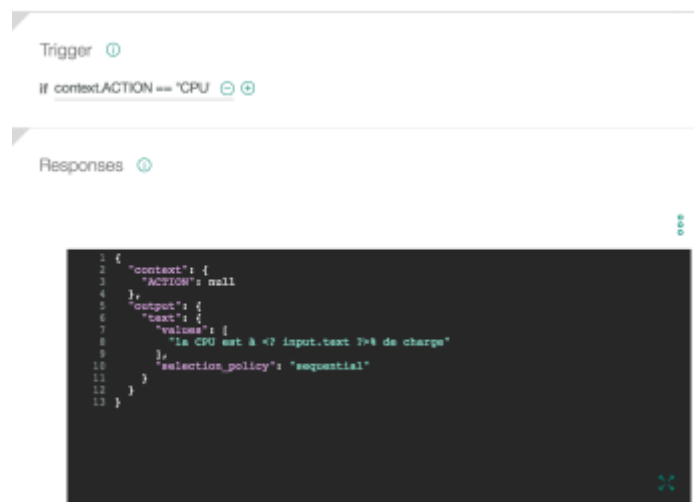 Trigger
if context.ACTION == "CPU'
Responses
1 {
2 "context": {
3 "ACTION": null
4 },
5 "output": {
6 "text": {
7 "values": [
8 "la CPU est à <? input.text ?>% de charge"
9 ],
10 "selection_policy": "sequential"
11 }
12 }
13 }